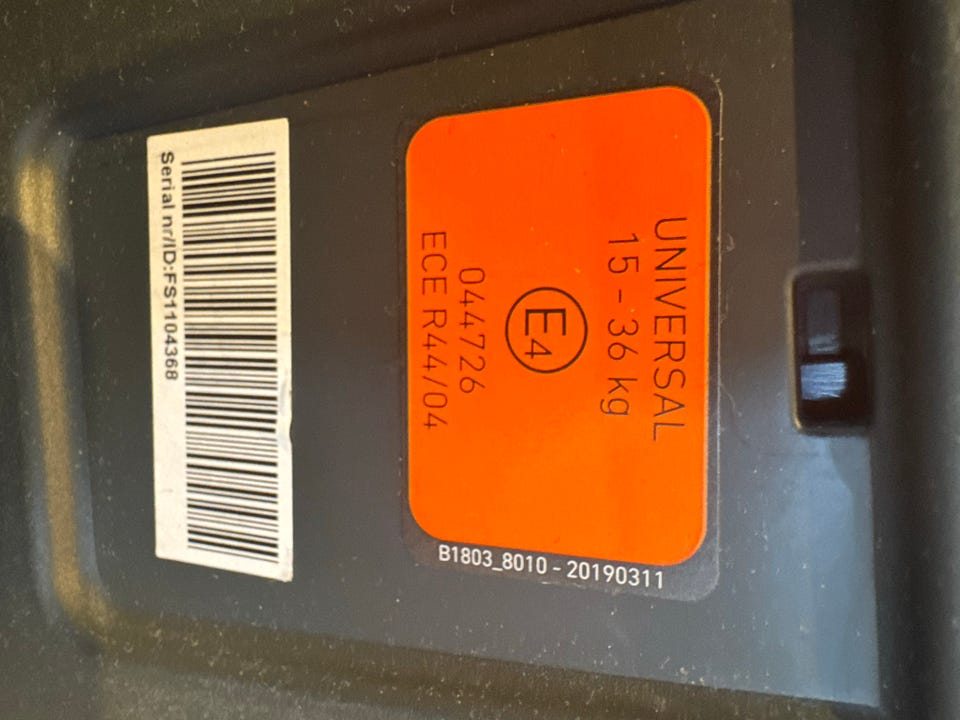 UNIVERSAL
15 - 36 kg
E4
044726
ECE R44/04
B1803_8010 - 20190311
Serial nr/ID:FS1104368